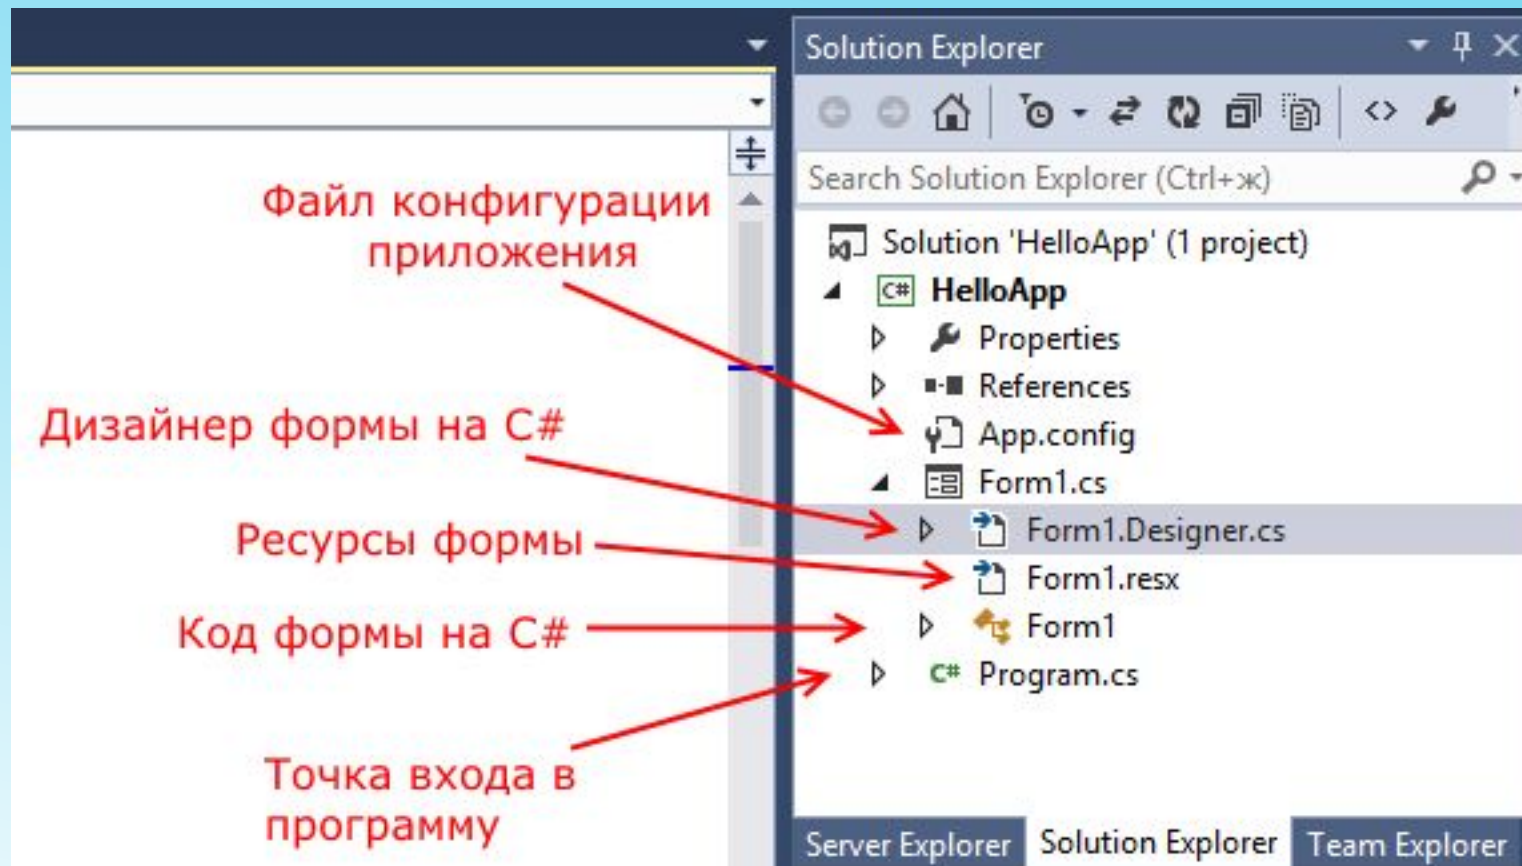 Solution Explorer
Search Solution Explorer (Ctrl+ж)
Файл конфигурации
приложения
Solution 'HelloApp' (1 project)
C# HelloApp
Properties
References
App.config
Дизайнер формы на C#
Form1.cs
Form1.Designer.cs
Ресурсы формы
Form1.resx
Код формы на C#
Form1
C# Program.cs
Точка входа в
программу
Server Explorer Solution Explorer Team Explorer